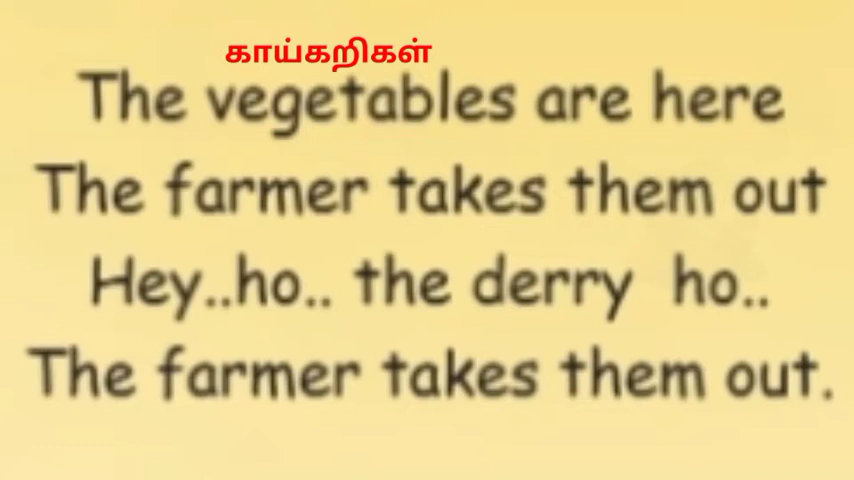 காய்கறிகள்
The vegetables are here
The farmer takes them out
Hey..ho.. the derry ho..
The farmer takes them out.